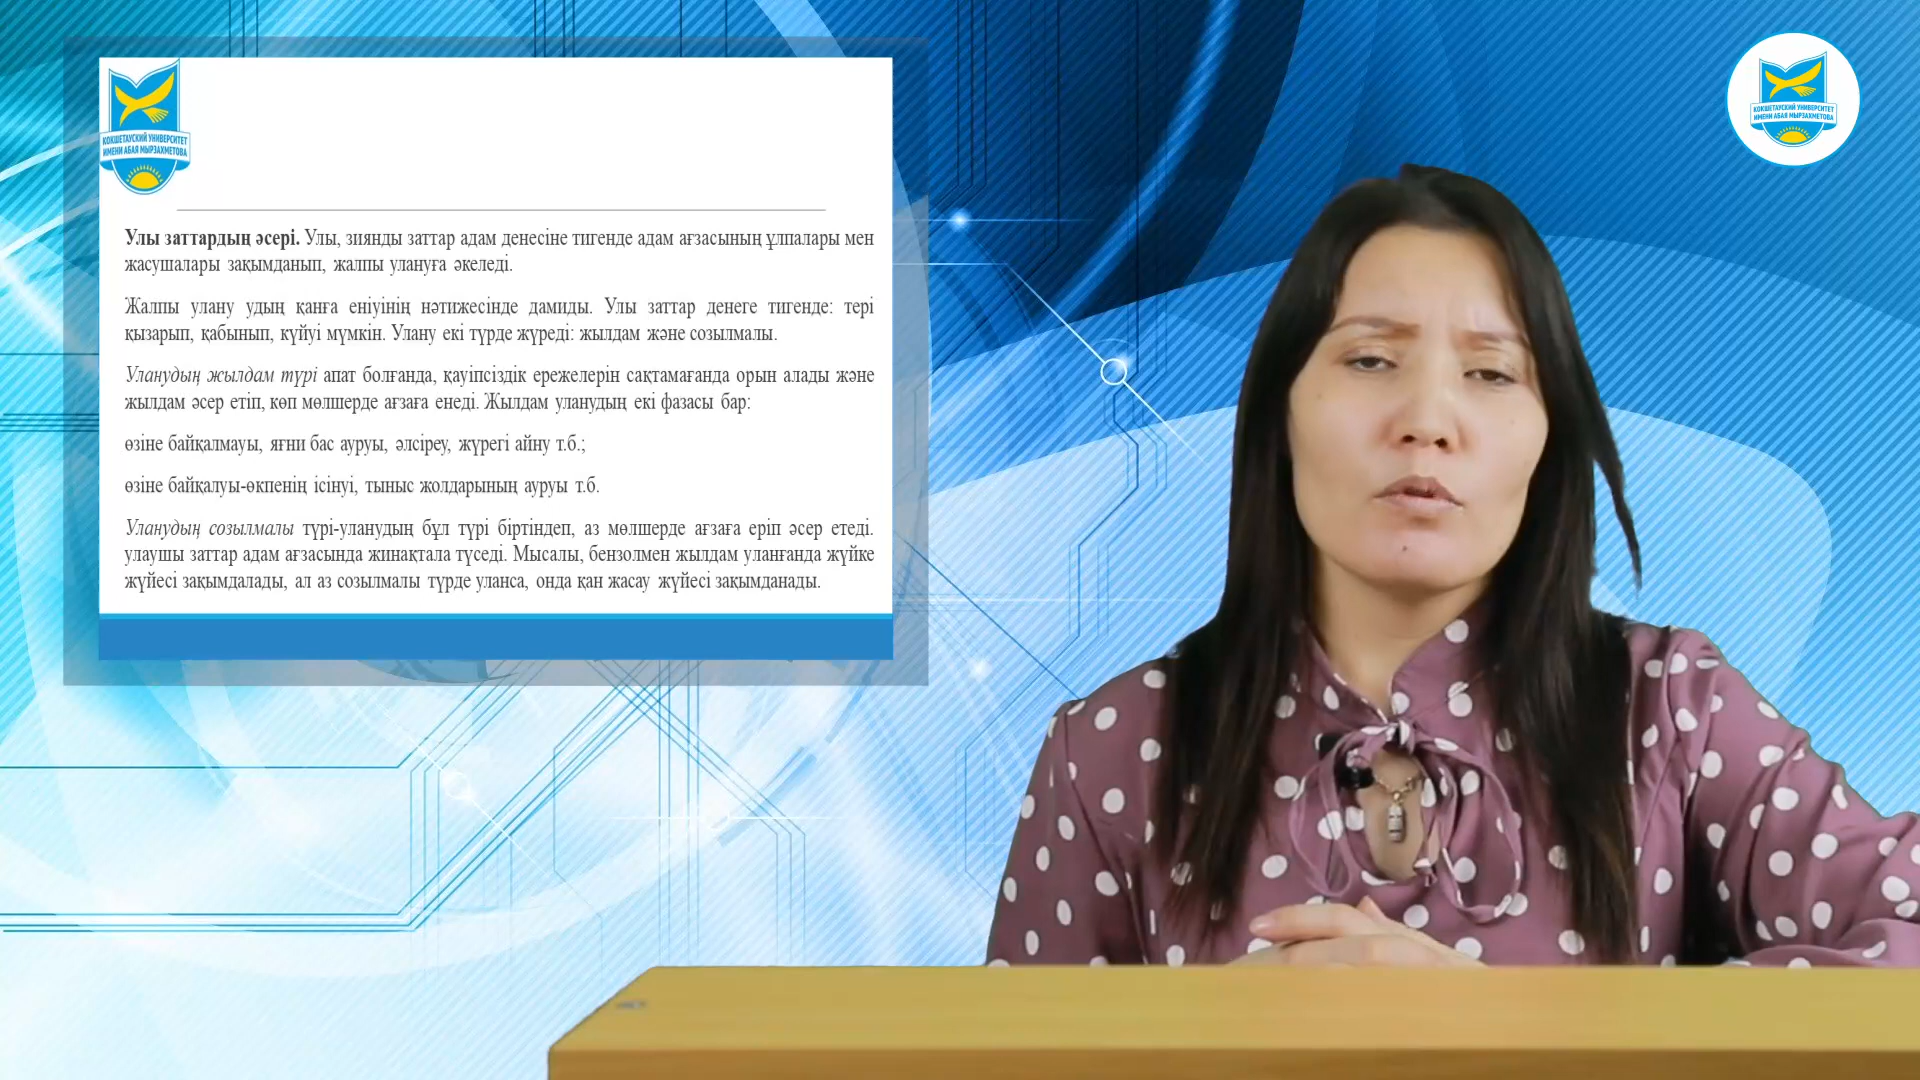 КОКШЕТАУСКИЙ УНИВЕРСИТЕТ
ИМЕНИ АБАЯ МЫРЗАХМЕТОВА
КОКШЕТАУСКИЙ УНИВЕРСИТЕТ
ИМЕНИ АБАЯ МЫРЗАХМЕТОВА
Улы заттардың әсері. Улы, зиянды заттар адам денесіне тигенде адам ағзасының ұлпалары мен
жасушалары зақымданып, жалпы улануға әкеледі.
Жалпы улану удың қанға еніуінің нәтижесінде дамиды. Улы заттар денеге тигенде: тері
қызарып, қабынып, күйуі мүмкін. Улану екі түрде жүреді: жылдам және созылмалы.
Уланудың жылдам түрі апат болғанда, қауіпсіздік ережелерін сақтамағанда орын алады және
жылдам әсер етіп, көп мөлшерде ағзаға енеді. Жылдам уланудың екі фазасы бар:
өзіне байқалмауы, яғни бас ауруы, әлсіреу, жүрегі айну т.б.;
өзіне байқалуы-өкпенің ісінуі, тыныс жолдарының ауруы т.б.
Уланудың созылмалы түрі-уланудың бұл түрі біртіндеп, аз мөлшерде ағзаға еріп әсер етеді.
улаушы заттар адам ағзасында жинақтала түседі. Мысалы, бензолмен жылдам уланғанда жүйке
жүйесі зақымдалады, ал аз созылмалы түрде уланса, онда қан жасау жүйесі зақымданады.